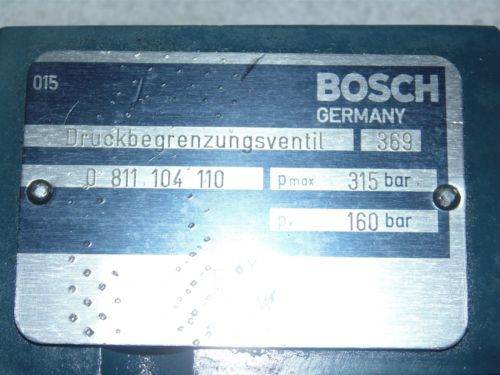 015
BOSCH
GERMANY
Druckbegrenzungsventil 369
0 811 104 110 pmax 315 bar
pv 160 bar